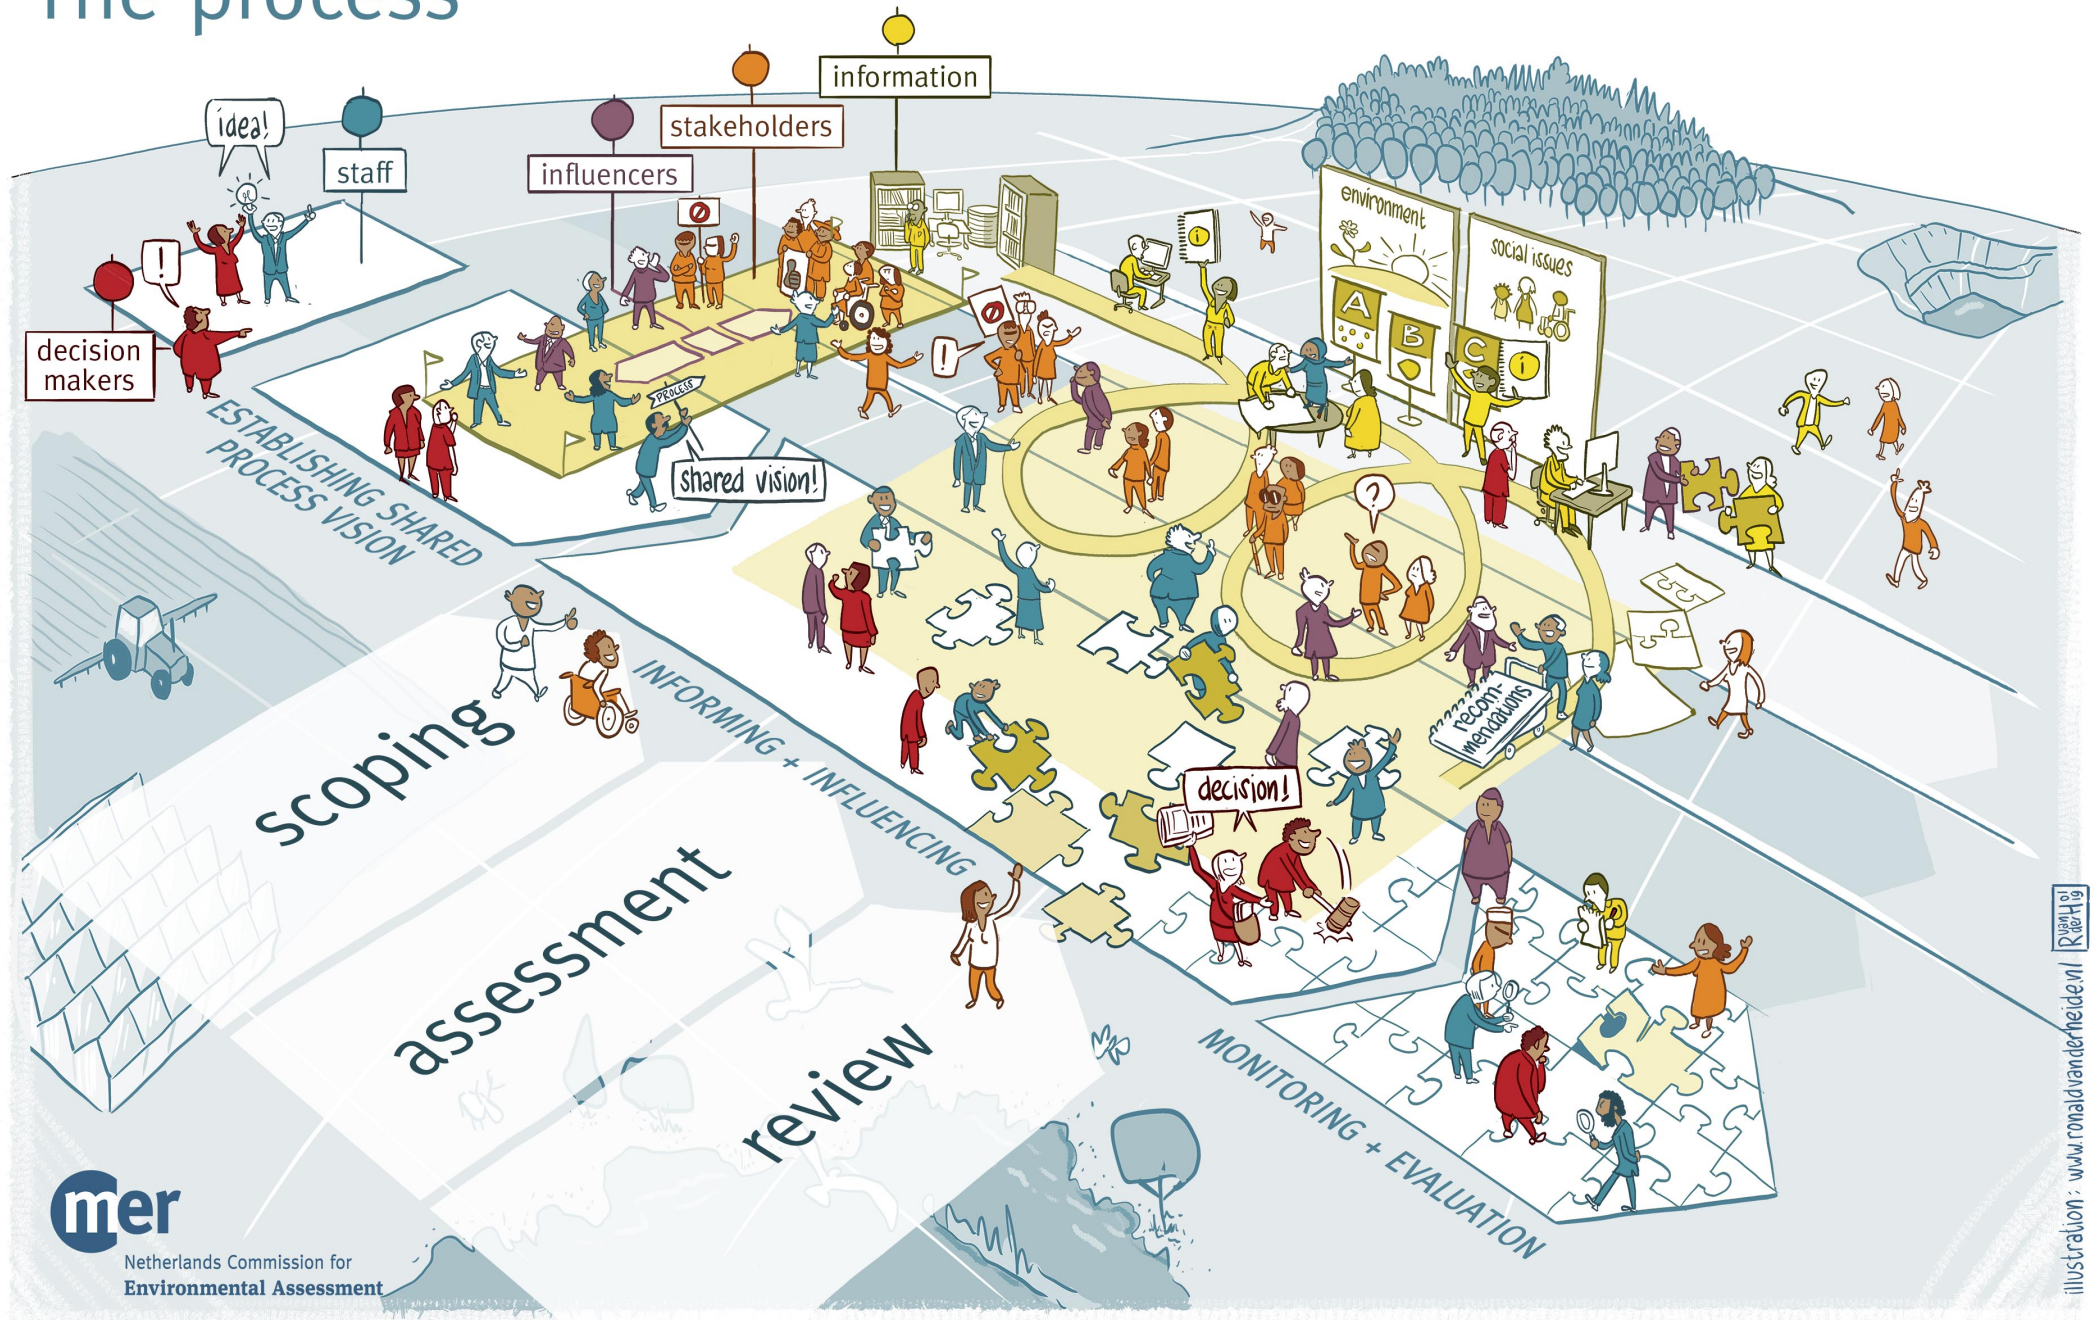 The process
idea!
staff
influencers
stakeholders
information
!
decision
makers
ESTABLISHING SHARED
PROCESS VISION
PROCESS
shared vision!
!
environment
A
B
C
social issues
i
i
?
scoping
assessment
review
INFORMING + INFLUENCING
recom-
mendations
decision!
MONITORING + EVALUATION
mer
Netherlands Commission for
Environmental Assessment
illustration: www.ronaldvanderheide.nl